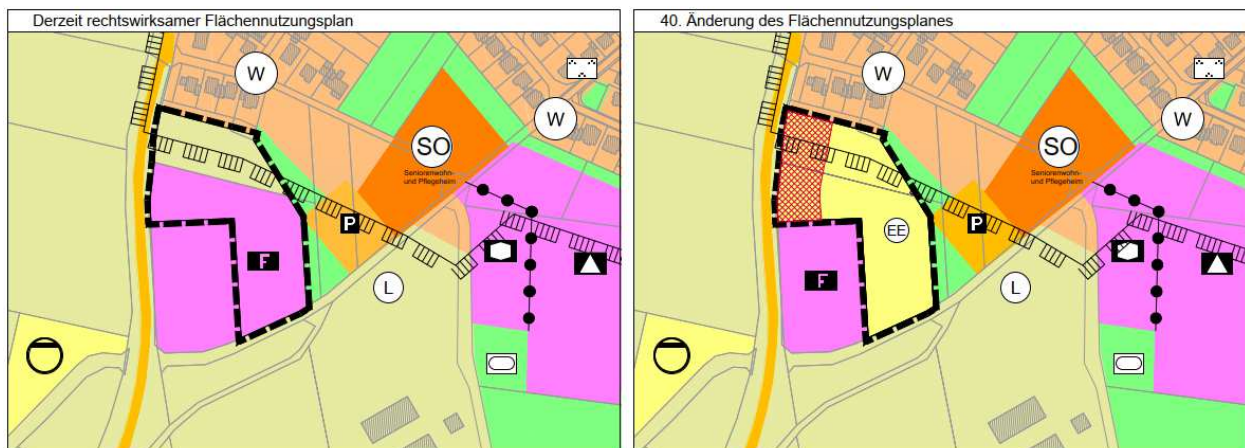 Derzeit rechtswirksamer Flächennutzungsplan
W
W
SO
Seniorenwohn-
und Pflegeheim
P
F
L
40. Änderung des Flächennutzungsplanes
W
W
SO
Seniorenwohn-
und Pflegeheim
P
EE
F
L